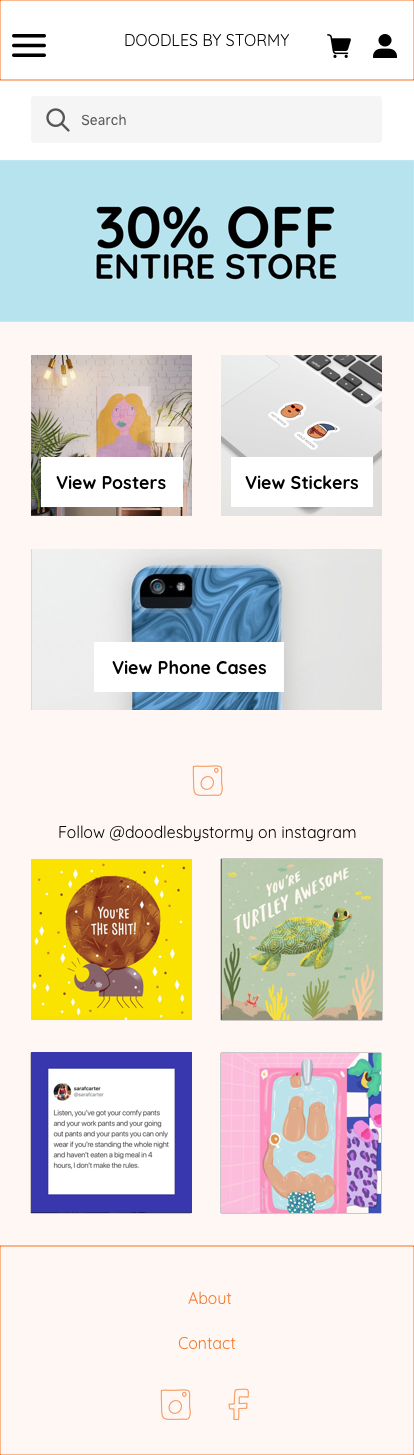 DOODLES BY STORMY
Search
30% OFF
ENTIRE STORE
View Posters
View Stickers
View Phone Cases
Follow @doodlesbystormy on instagram
YOU'RE
THE SHIT!
YOU'RE
TURTLEY AWESOME
sarafcarter
@sarafcarter
Listen, you've got your comfy pants
and your work pants and your going
out pants and your pants you can only
wear if you're standing the whole night
and haven't eaten a big meal in 4
hours, I don't make the rules.
About
Contact